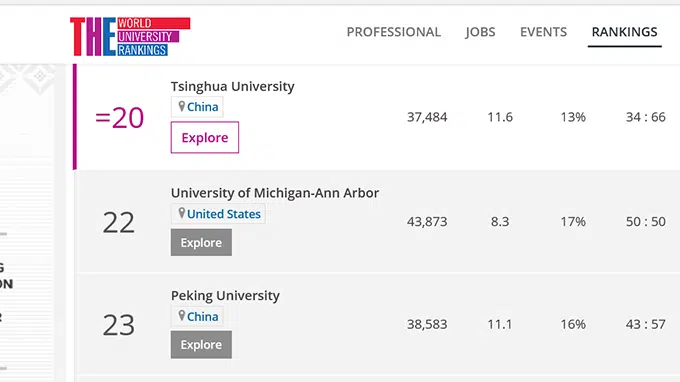 THE WORLD
UNIVERSITY
RANKINGS
PROFESSIONAL JOBS EVENTS RANKINGS
=20 Tsinghua University
China
Explore
37,484 11.6 13% 34 : 66
22 University of Michigan-Ann Arbor
United States
Explore
43,873 8.3 17% 50 : 50
23 Peking University
China
Explore
38,583 11.1 16% 43 : 57
G
ON